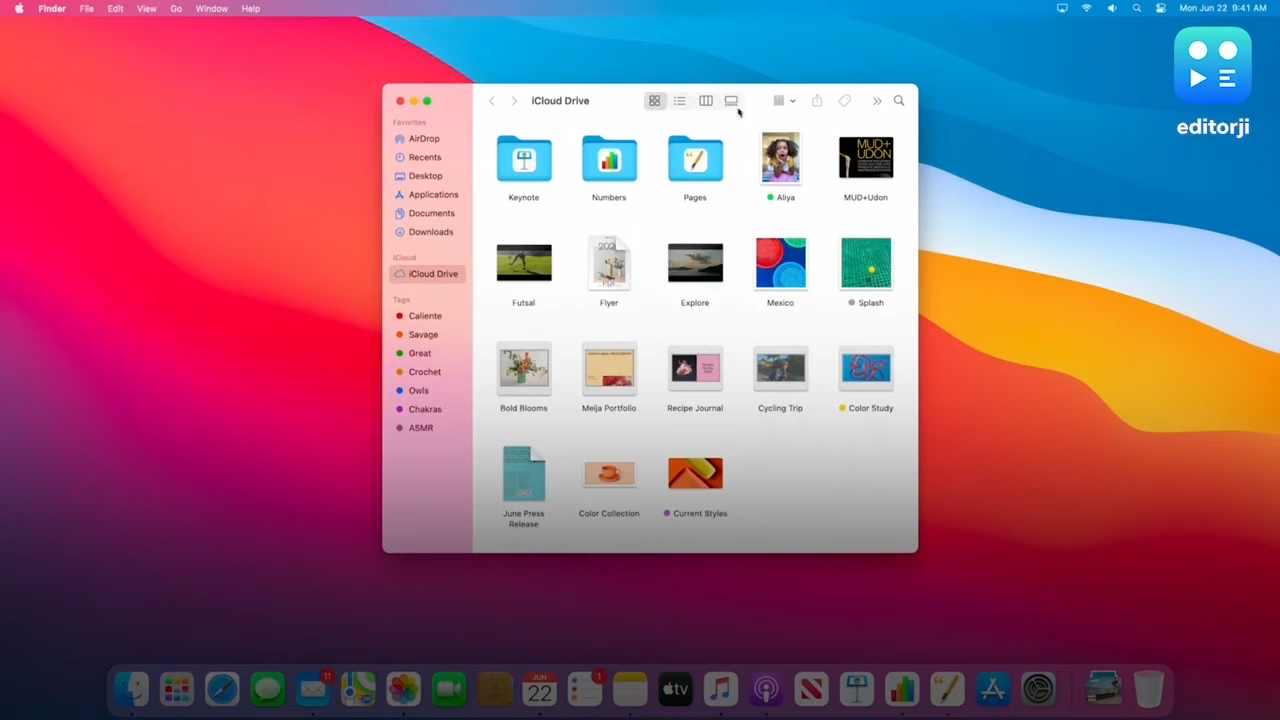 Finder File Edit View Go Window Help Mon Jun 22 9:41 AM
editorji
iCloud Drive
Favorites
AirDrop
Recents
Desktop
Applications
Documents
Downloads
iCloud
iCloud Drive
Tags
Caliente
Savage
Great
Crochet
Owls
Chakras
ASMR
MUD+
UDON
Keynote Numbers Pages Aliya MUD+Udon
Futsal Flyer Explore Mexico Splash
Bold Blooms Meija Portfolio Recipe Journal Cycling Trip Color Study
June Press
Release
Color Collection Current Styles
11
JUN
22
1
tv